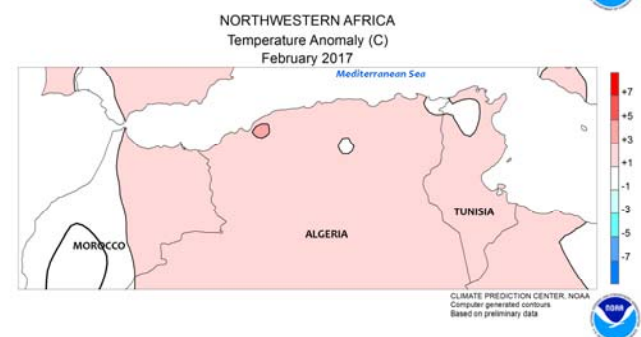 NORTHWESTERN AFRICA
Temperature Anomaly (C)
February 2017
Mediterranean Sea
+7
+5
+3
+1
-1
-3
-5
-7
MOROCCO
ALGERIA
TUNISIA
CLIMATE PREDICTION CENTER, NOAA
Computer generated contours
Based on preliminary data
NOAA